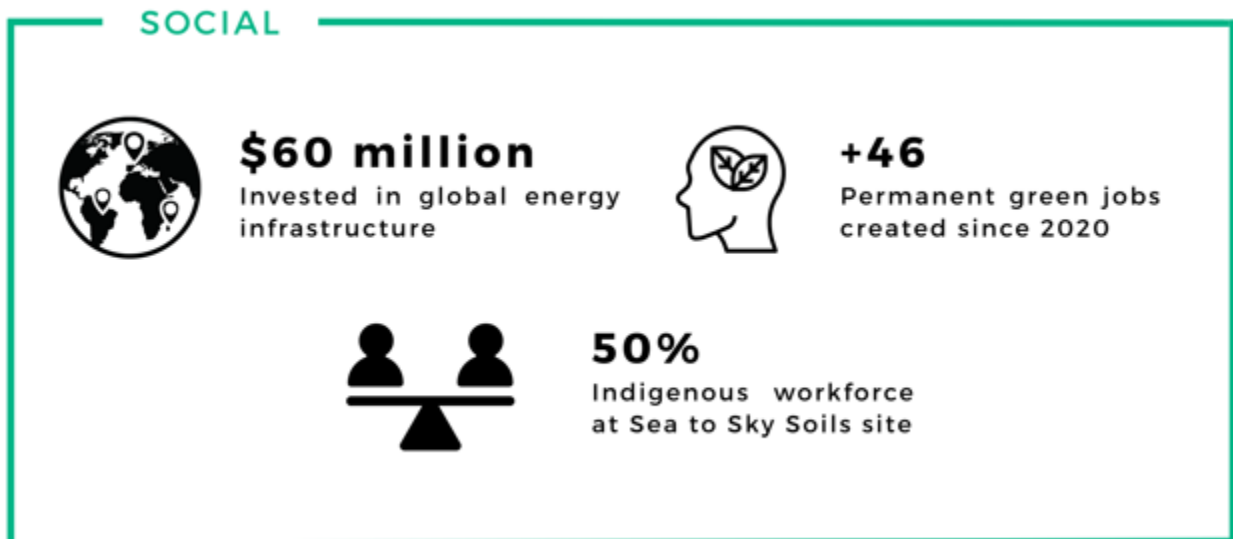 SOCIAL
$60 million
Invested in global energy
infrastructure
+46
Permanent green jobs
created since 2020
50%
Indigenous workforce
at Sea to Sky Soils site